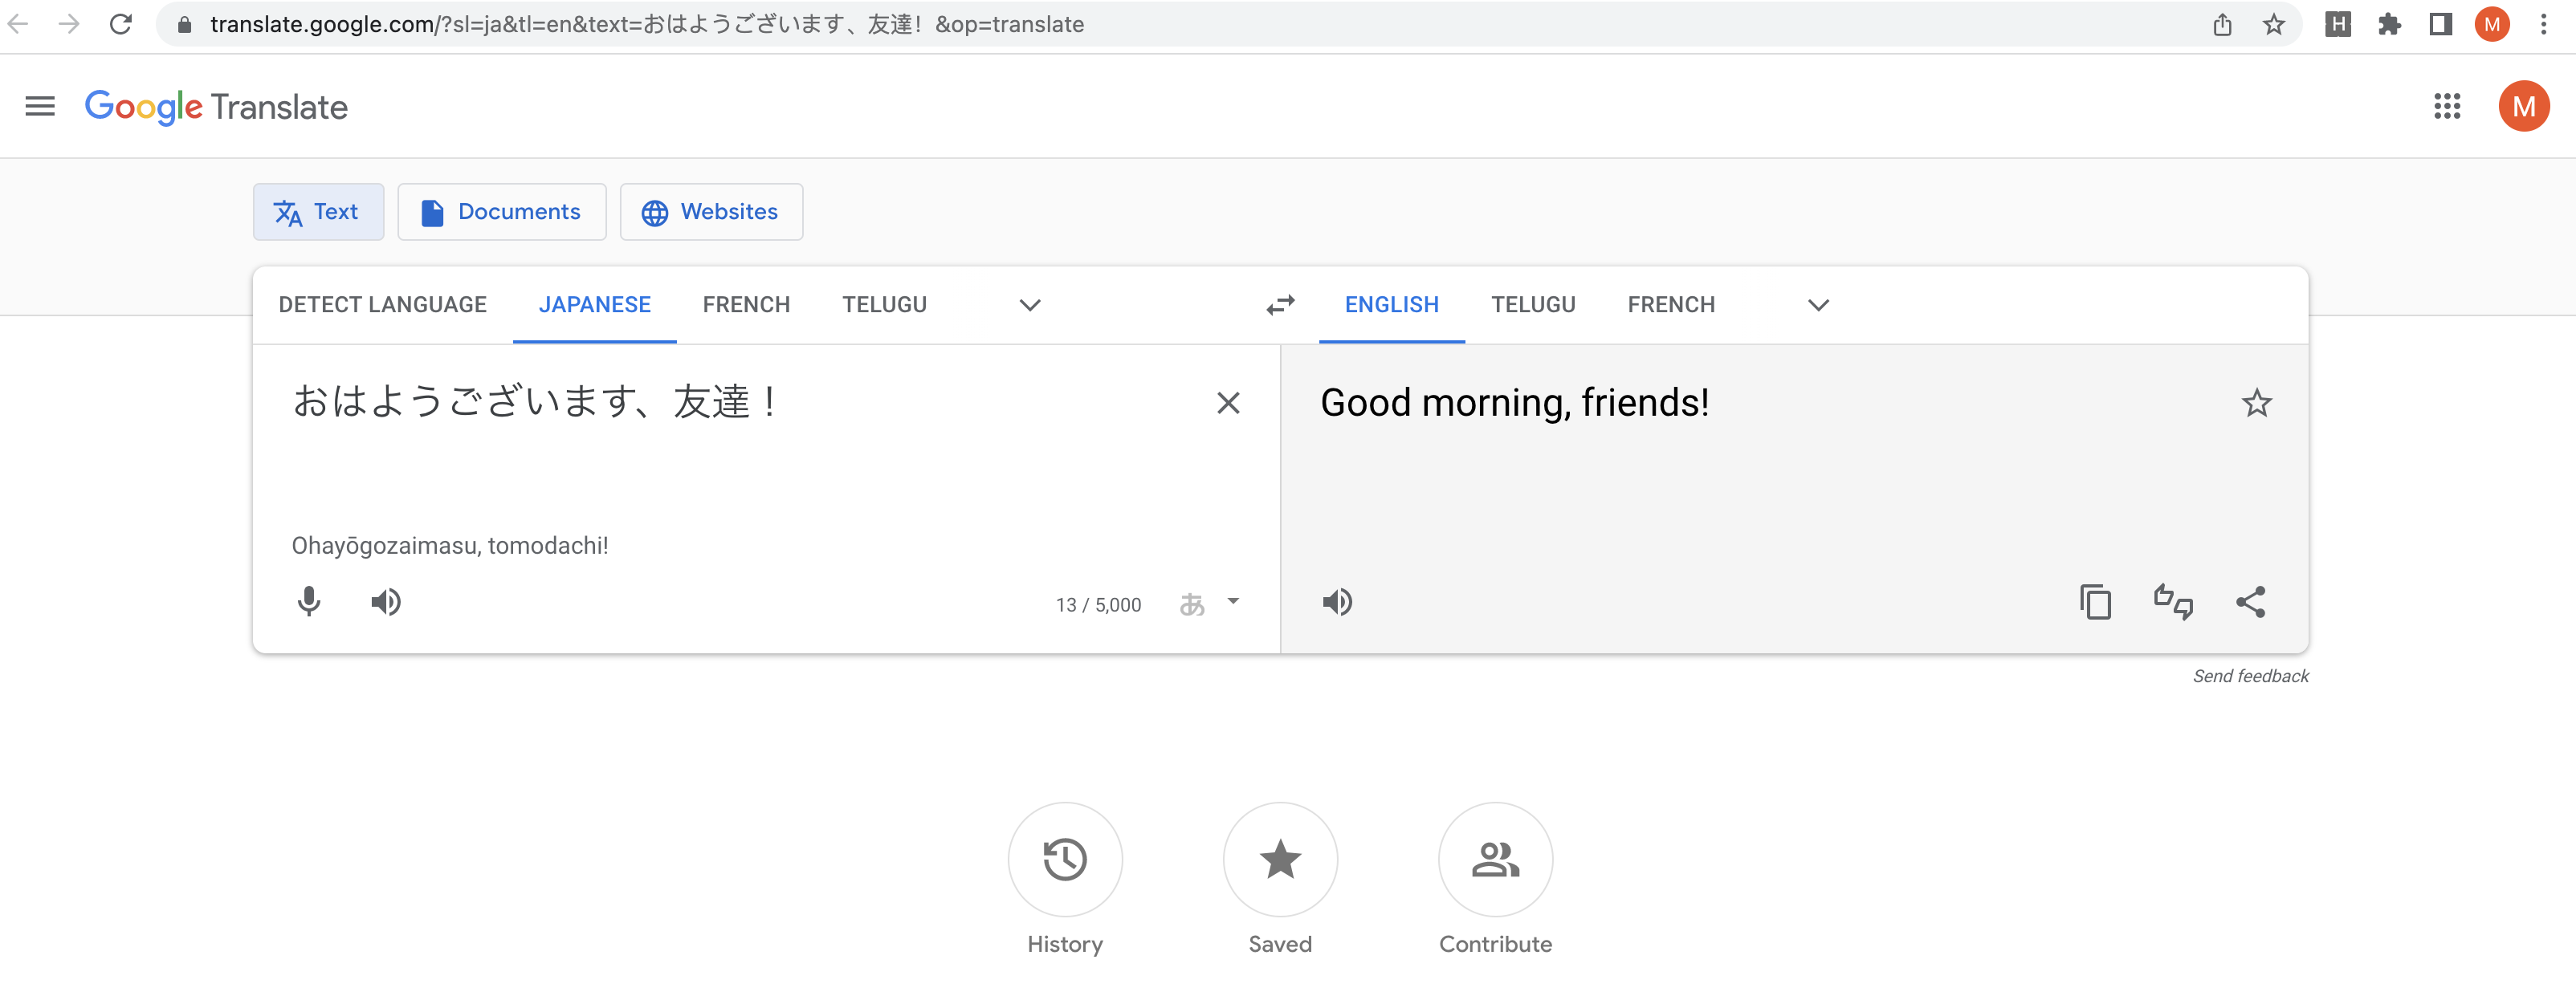 translate.google.com/?sl=ja&tl=en&text=おはようございます、友達！&op=translate
H
M
Google Translate
M
Text
Documents
Websites
DETECT LANGUAGE JAPANESE FRENCH TELUGU
ENGLISH TELUGU FRENCH
おはようございます、友達！
Good morning, friends!
Ohayōgozaimasu, tomodachi!
13 / 5,000
あ
Send feedback
History
Saved
Contribute